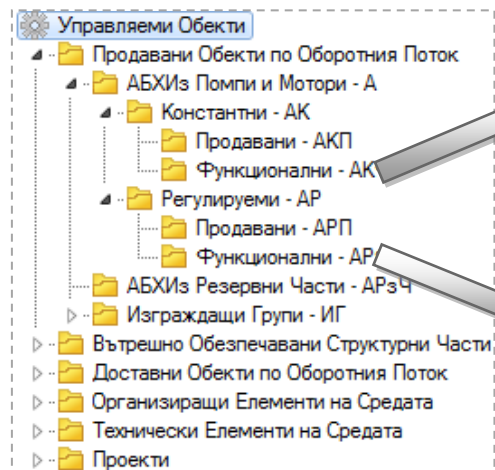 Управляеми Обекти
Продавани Обекти по Оборотния Поток
АБХИз Помпи и Мотори - А
Константни - АК
Продавани - АКП
Функционални - АК
Регулируеми - АР
Продавани - АРП
Функционални - АР
АБХИз Резервни Части - АРзЧ
Изграждащи Групи - ИГ
Вътрешно Обезпечавани Структурни Части
Доставни Обекти по Оборотния Поток
Организиращи Елементи на Средата
Технически Елементи на Средата
Проекти